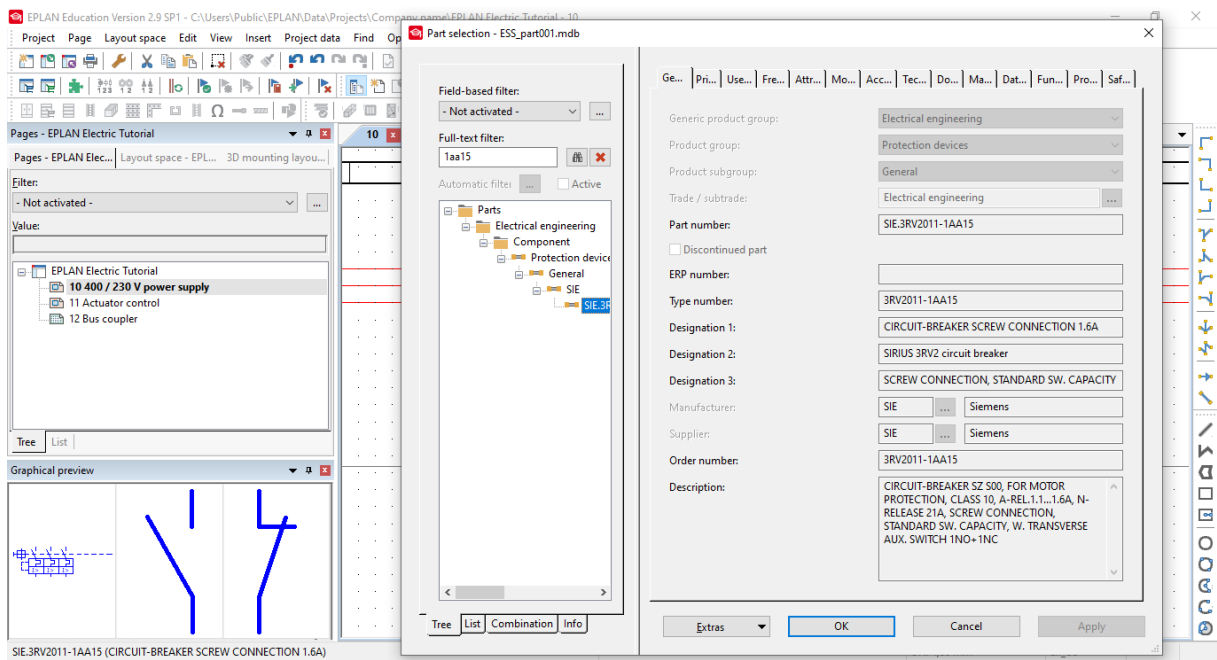 EPLAN Education Version 2.9 SP1 - C:\Users\Public\EPLAN\Data\Projects\Company name\EPLAN Electric Tutorial - 10
Project Page Layout space Edit View Insert Project data Find Op
Pages - EPLAN Electric Tutorial
Pages - EPLAN Elec... Layout space - EPL... 3D mounting layou...
Filter:
- Not activated -
...
Value:
EPLAN Electric Tutorial
10 400 / 230 V power supply
11 Actuator control
12 Bus coupler
Tree List
Graphical preview
SIE.3RV2011-1AA15 (CIRCUIT-BREAKER SCREW CONNECTION 1.6A)
10
Part selection - ESS_part001.mdb
Field-based filter:
- Not activated -
...
Full-text filter:
1aa15
Automatic filter ... Active
Parts
Electrical engineering
Component
Protection device
General
SIE
SIE.3R
Tree List Combination Info
Ge... Pri... Use... Fre... Attr... Mo... Acc... Tec... Do... Ma... Dat... Fun... Pro... Saf...
Generic product group: Electrical engineering
Product group: Protection devices
Product subgroup: General
Trade / subtrade: Electrical engineering ...
Part number: SIE.3RV2011-1AA15
Discontinued part
ERP number:
Type number: 3RV2011-1AA15
Designation 1: CIRCUIT-BREAKER SCREW CONNECTION 1.6A
Designation 2: SIRIUS 3RV2 circuit breaker
Designation 3: SCREW CONNECTION, STANDARD SW. CAPACITY
Manufacturer: SIE ... Siemens
Supplier: SIE ... Siemens
Order number: 3RV2011-1AA15
Description: CIRCUIT-BREAKER SZ S00, FOR MOTOR
PROTECTION, CLASS 10, A-REL.1.1...1.6A, N-
RELEASE 21A, SCREW CONNECTION,
STANDARD SW. CAPACITY, W. TRANSVERSE
AUX. SWITCH 1NO+1NC
Extras OK Cancel Apply